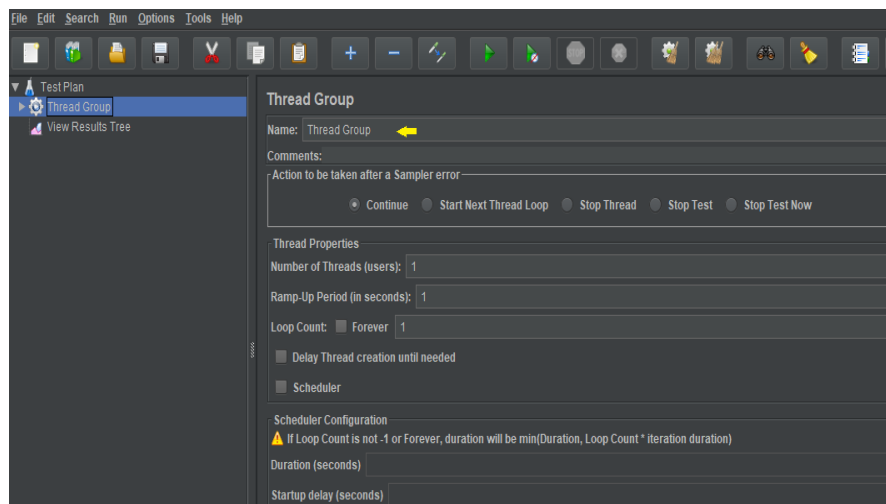 File Edit Search Run Options Tools Help
Test Plan
Thread Group
View Results Tree
Thread Group
Name: Thread Group
Comments:
Action to be taken after a Sampler error
Continue Start Next Thread Loop Stop Thread Stop Test Stop Test Now
Thread Properties
Number of Threads (users): 1
Ramp-Up Period (in seconds): 1
Loop Count: Forever 1
Delay Thread creation until needed
Scheduler
Scheduler Configuration
If Loop Count is not -1 or Forever, duration will be min(Duration, Loop Count * iteration duration)
Duration (seconds)
Startup delay (seconds)